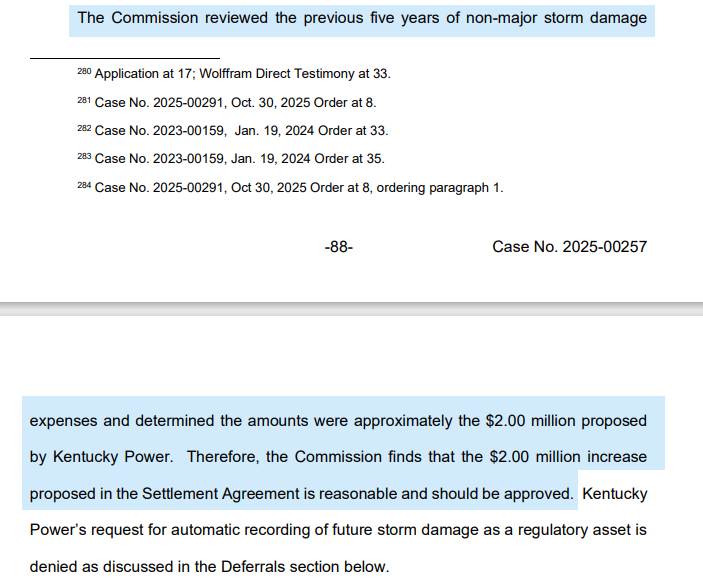 The Commission reviewed the previous five years of non-major storm damage
280 Application at 17; Wolffram Direct Testimony at 33.
281 Case No. 2025-00291, Oct. 30, 2025 Order at 8.
282 Case No. 2023-00159, Jan. 19, 2024 Order at 33.
283 Case No. 2023-00159, Jan. 19, 2024 Order at 35.
284 Case No. 2025-00291, Oct 30, 2025 Order at 8, ordering paragraph 1.
-88- Case No. 2025-00257
expenses and determined the amounts were approximately the $2.00 million proposed
by Kentucky Power. Therefore, the Commission finds that the $2.00 million increase
proposed in the Settlement Agreement is reasonable and should be approved. Kentucky
Power's request for automatic recording of future storm damage as a regulatory asset is
denied as discussed in the Deferrals section below.